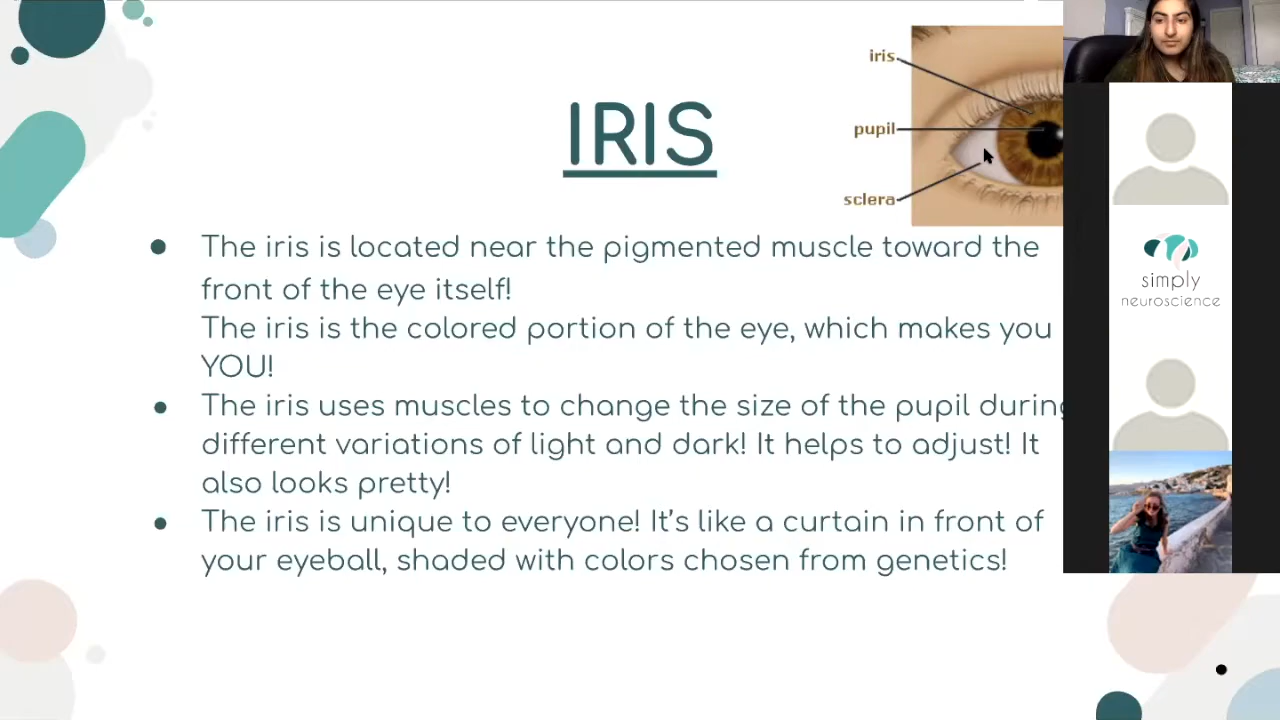 IRIS
iris
pupil
sclera
The iris is located near the pigmented muscle toward the
front of the eye itself!
The iris is the colored portion of the eye, which makes you
YOU!
The iris uses muscles to change the size of the pupil during
different variations of light and dark! It helps to adjust! It
also looks pretty!
The iris is unique to everyone! It's like a curtain in front of
your eyeball, shaded with colors chosen from genetics!
simply
neuroscience